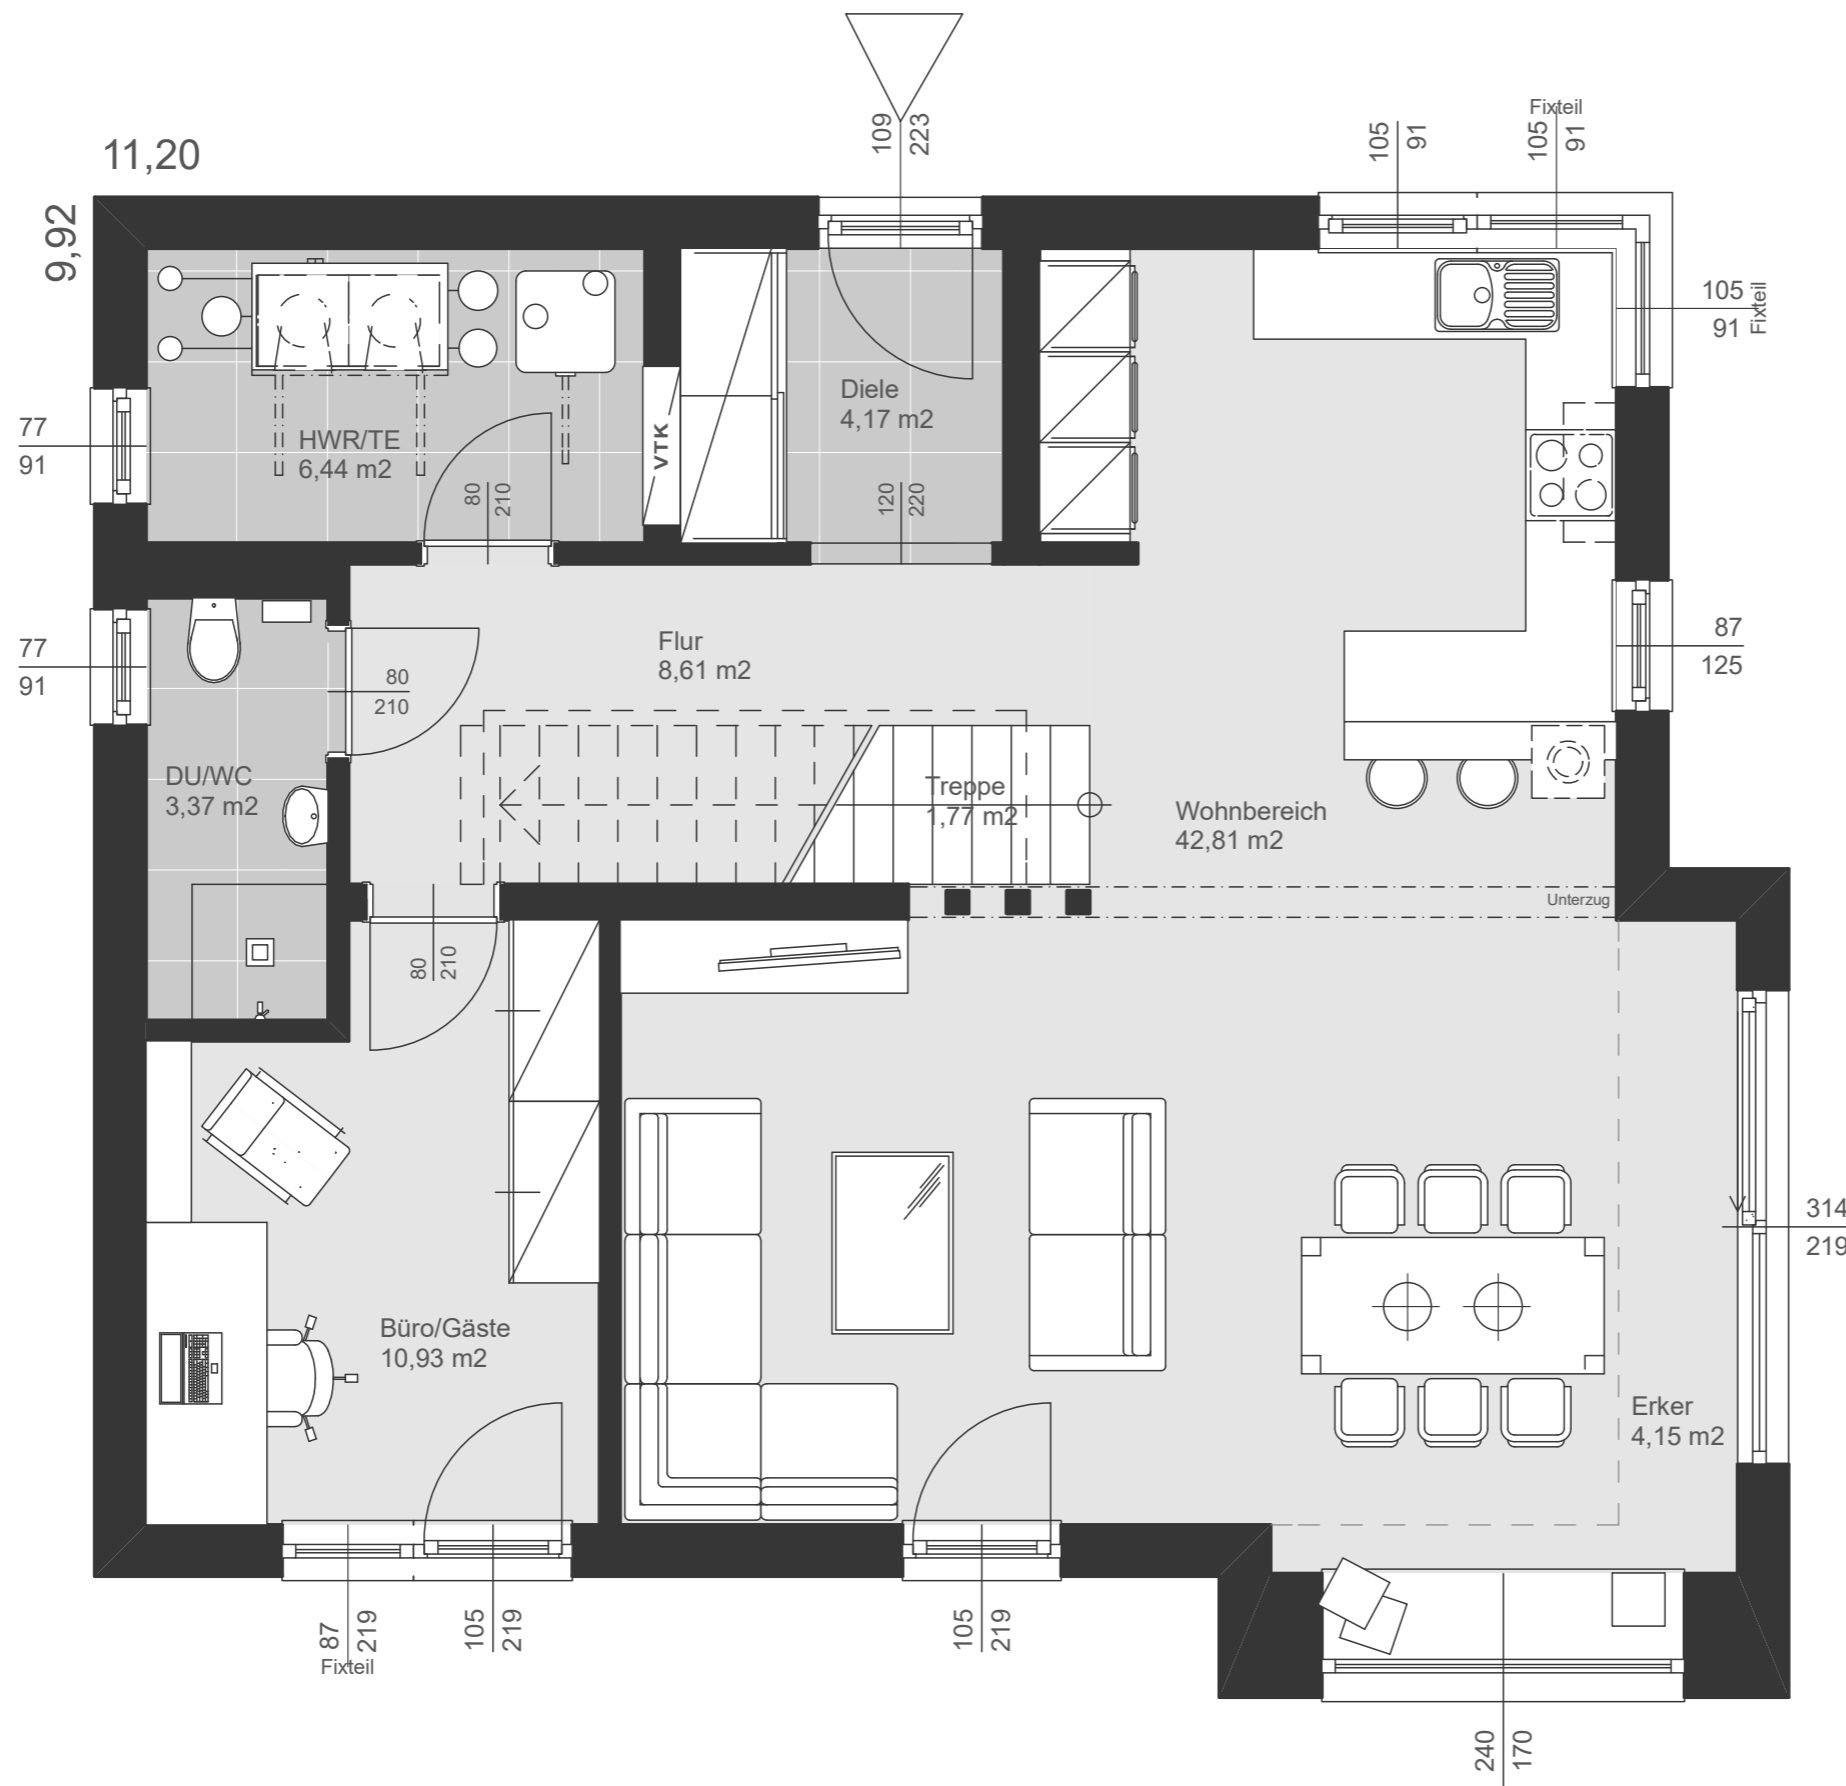 11,20
9,92
109
223
105
91
Fixteil
105
91
105
91
Fixteil
77
91
HWR/TE
6,44 m2
80
210
VTK
Diele
4,17 m2
120
220
77
91
80
210
Flur
8,61 m2
87
125
DU/WC
3,37 m2
Treppe
1,77 m2
Wohnbereich
42,81 m2
Unterzug
80
210
314
219
Büro/Gäste
10,93 m2
Erker
4,15 m2
87
219
Fixteil
105
219
105
219
240
170